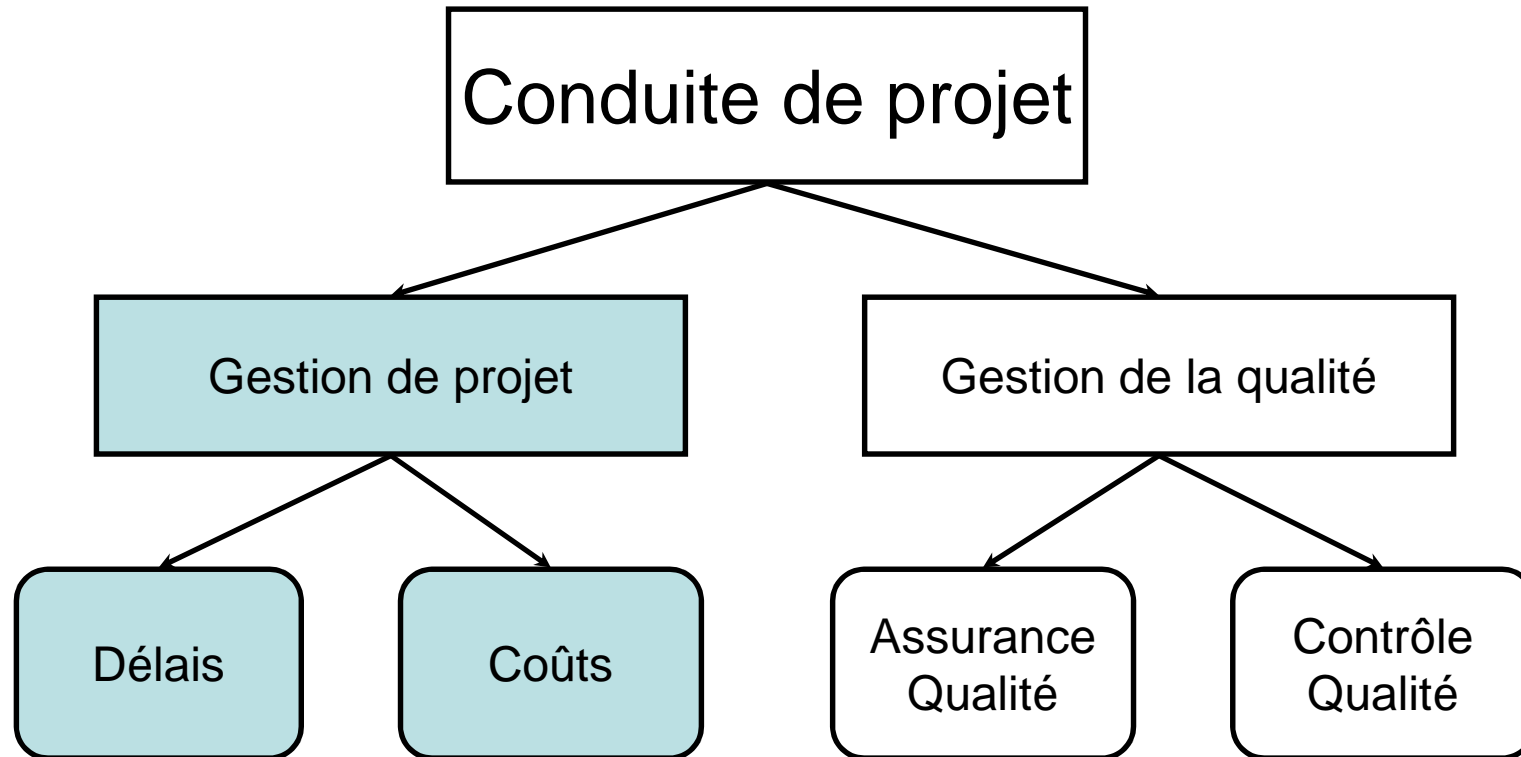 Conduite de projet
Gestion de projet
Gestion de la qualité
Délais
Coûts
Assurance
Qualité
Contrôle
Qualité